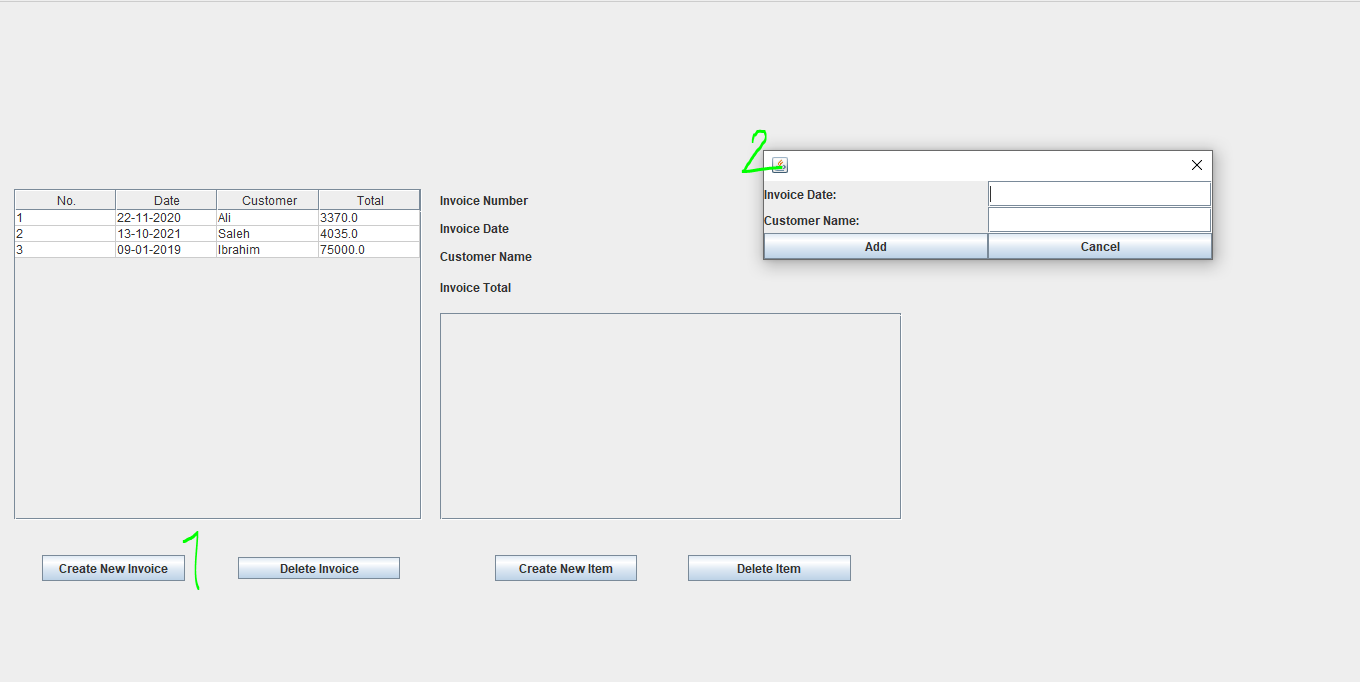 2
No. Date Customer Total
1 22-11-2020 Ali 3370.0
2 13-10-2021 Saleh 4035.0
3 09-01-2019 Ibrahim 75000.0
Invoice Number
Invoice Date
Customer Name
Invoice Total
Invoice Date:
Customer Name:
Add Cancel
1
Create New Invoice Delete Invoice Create New Item Delete Item